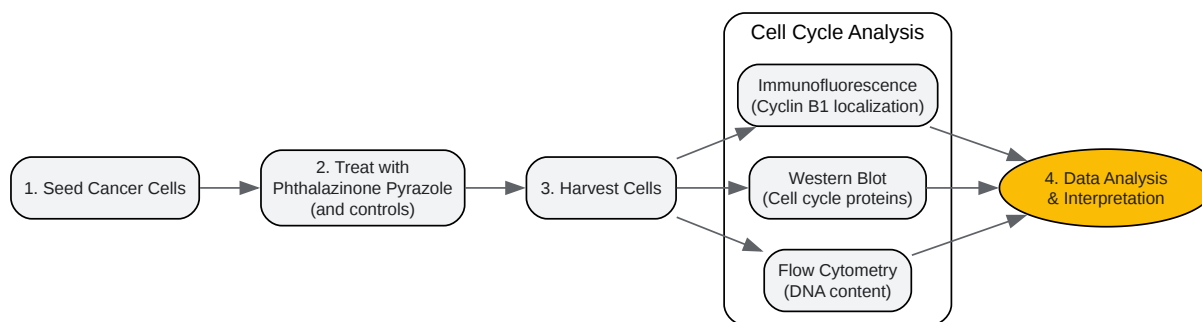 Cell Cycle Analysis
1. Seed Cancer Cells
2. Treat with
Phthalazinone Pyrazole
(and controls)
3. Harvest Cells
Immunofluorescence
(Cyclin B1 localization)
Western Blot
(Cell cycle proteins)
Flow Cytometry
(DNA content)
4. Data Analysis
& Interpretation